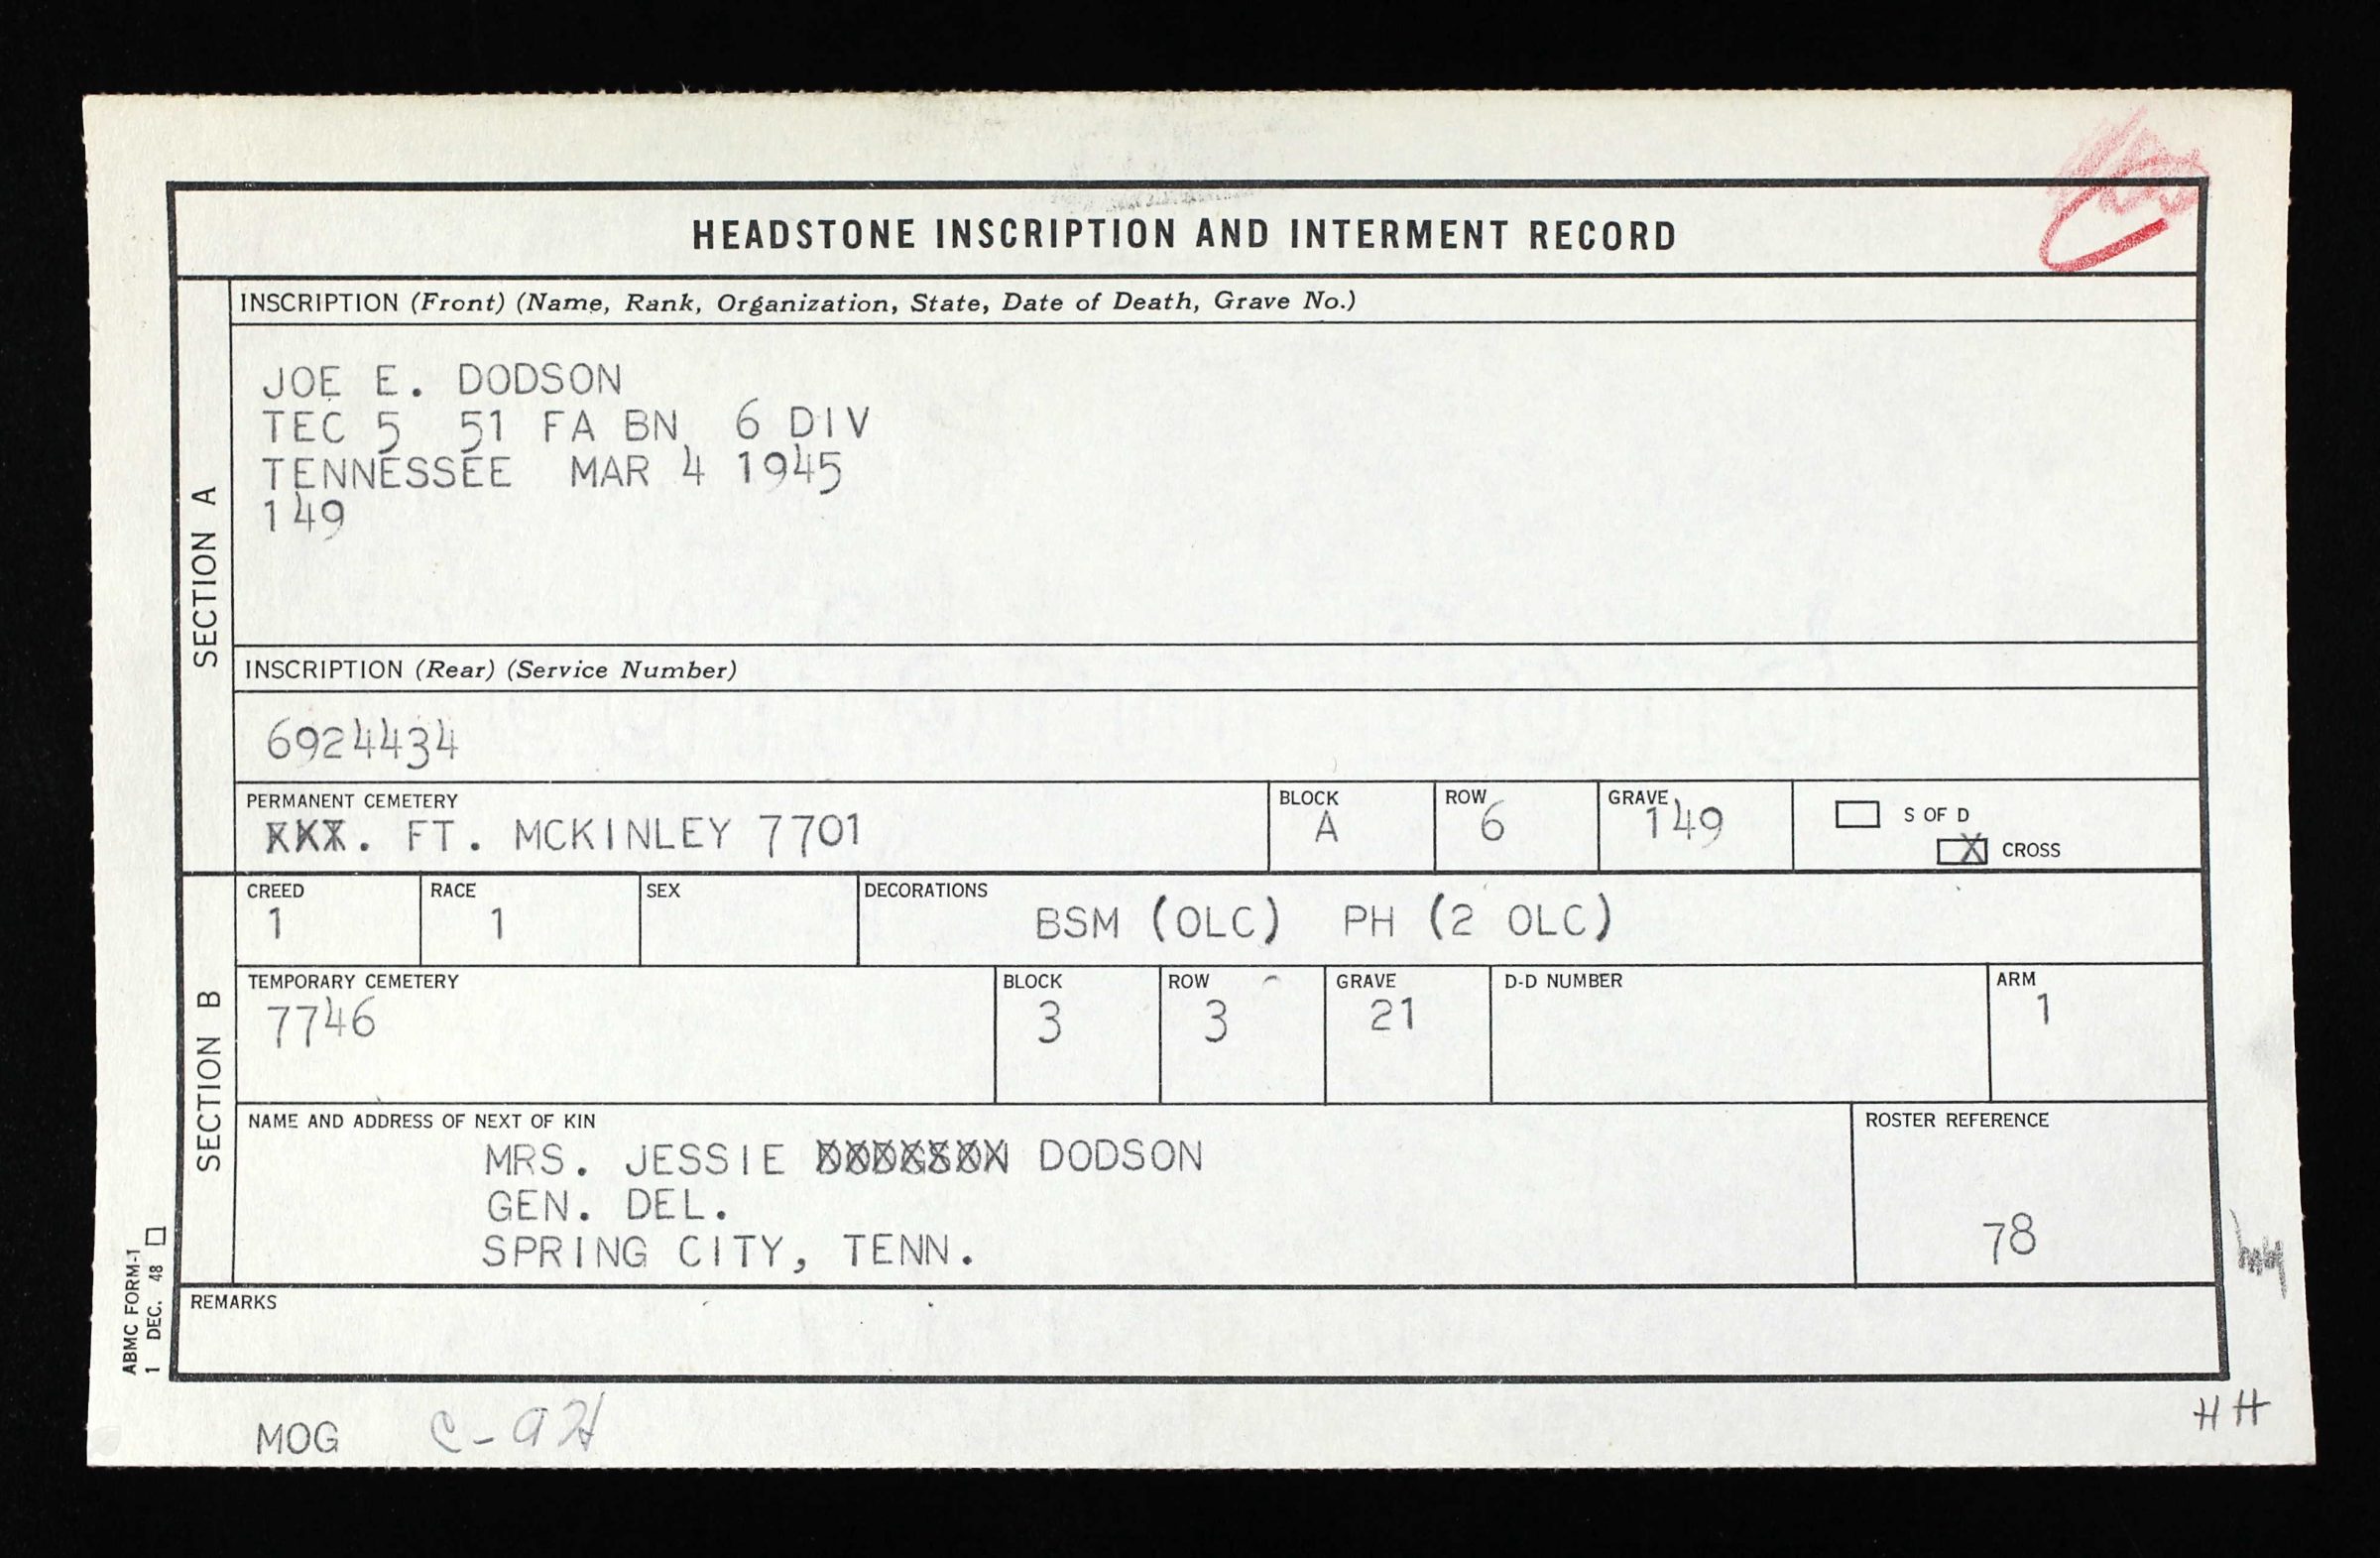 HEADSTONE INSCRIPTION AND INTERMENT RECORD
SECTION A
INSCRIPTION (Front) (Name, Rank, Organization, State, Date of Death, Grave No.)
JOE E. DODSON
TEC 5 51 FA BN 6 DIV
TENNESSEE MAR 4 1945
149
INSCRIPTION (Rear) (Service Number)
6924434
PERMANENT CEMETERY
FT. MCKINLEY 7701
BLOCK
A
ROW
6
GRAVE
149
S OF D
X CROSS
SECTION B
CREED
1
RACE
1
SEX
DECORATIONS
BSM (OLC) PH (2 OLC)
TEMPORARY CEMETERY
7746
BLOCK
3
ROW
3
GRAVE
21
D-D NUMBER
ARM
1
NAME AND ADDRESS OF NEXT OF KIN
MRS. JESSIE DODSON
GEN. DEL.
SPRING CITY, TENN.
ROSTER REFERENCE
78
REMARKS
ABMC FORM-1
1 DEC. 48
MOG
HH